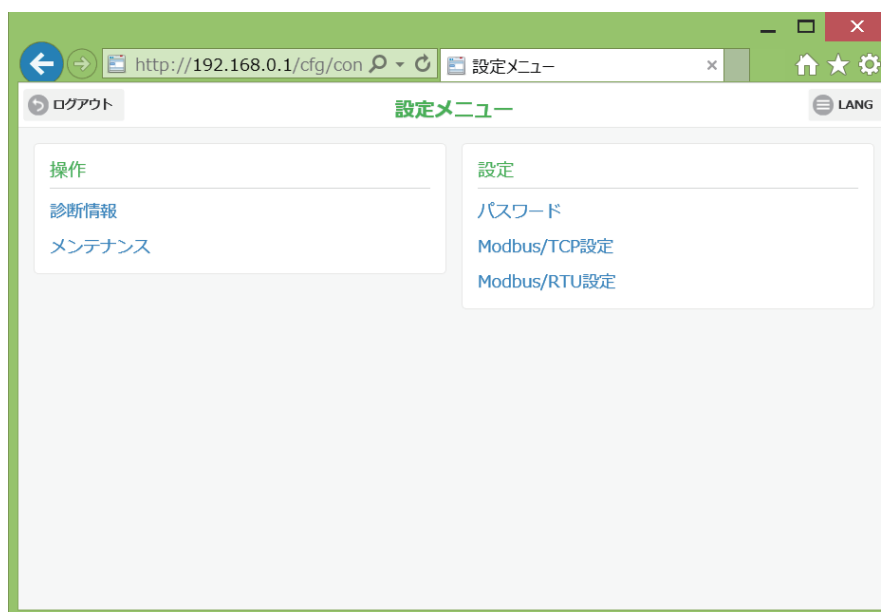 http://192.168.0.1/cfg/con
設定メニュー
ログアウト
設定メニュー
LANG
操作
診断情報
メンテナンス
設定
パスワード
Modbus/TCP設定
Modbus/RTU設定